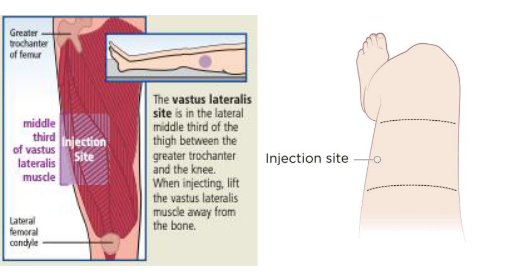 Greater
trochanter
of femur
middle
third
of vastus
lateralis
muscle
Injection
Site
Lateral
femoral
condyle
The vastus lateralis
site is in the lateral
middle third of the
thigh between the
greater trochanter
and the knee.
When injecting, lift
the vastus lateralis
muscle away from
the bone.
Injection site